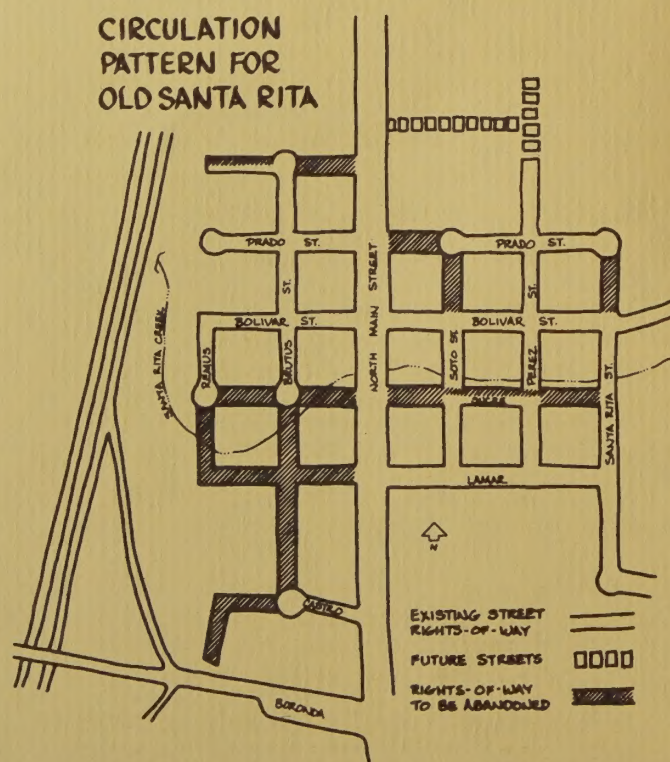 CIRCULATION
PATTERN FOR
OLD SANTA RITA
PRADO ST.
PRADO ST.
ST.
ST.
NORTH MAIN STREET
BOLIVAR ST.
BOLIVAR ST.
SANTA RITA CREEK
REMUS
BRUTUS
SOTO ST.
PEREZ
SANTA RITA ST.
LAMAR
N
CASTRO
BORONDA
EXISTING STREET
RIGHTS-OF-WAY
FUTURE STREETS
RIGHTS-OF-WAY
TO BE ABANDONED